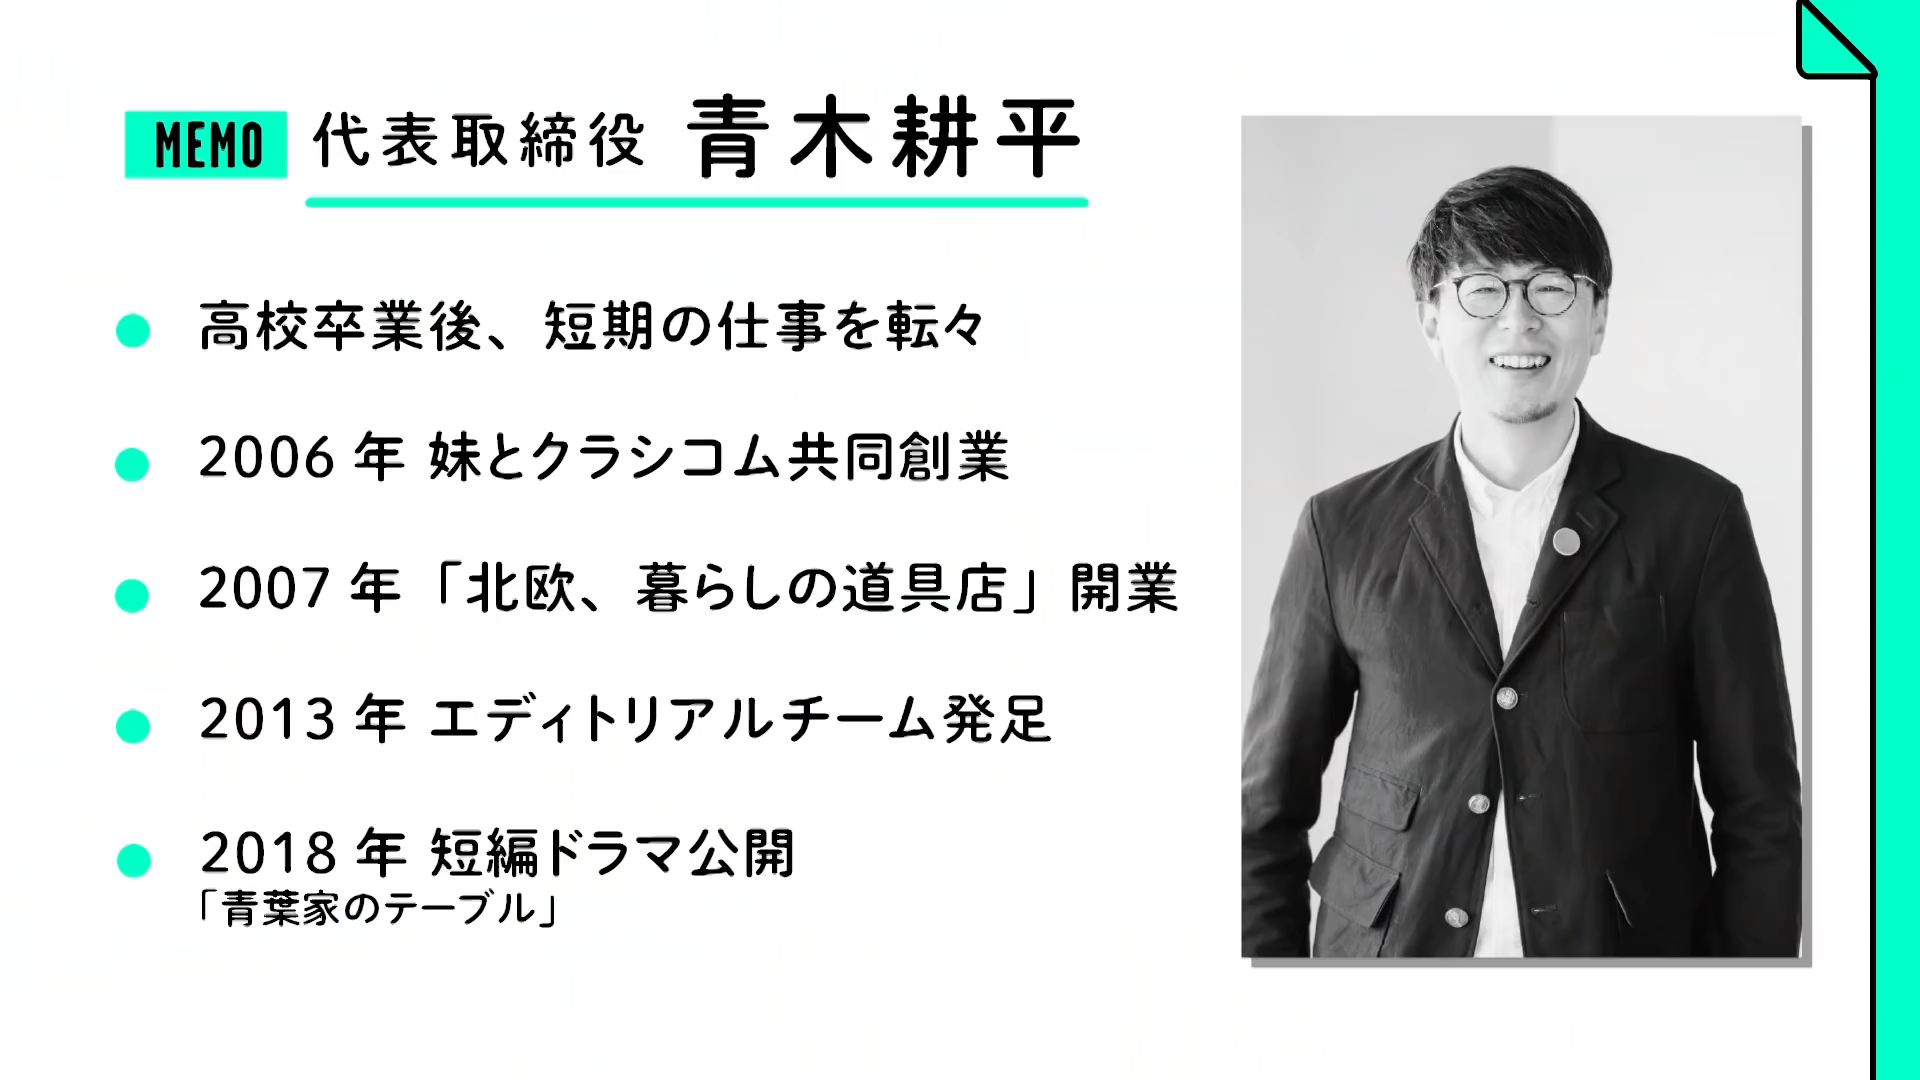 MEMO 代表取締役 青木耕平
高校卒業後、短期の仕事を転々
2006年 妹とクラシコム共同創業
2007年「北欧、暮らしの道具店」開業
2013年 エディトリアルチーム発足
2018年 短編ドラマ公開
「青葉家のテーブル」